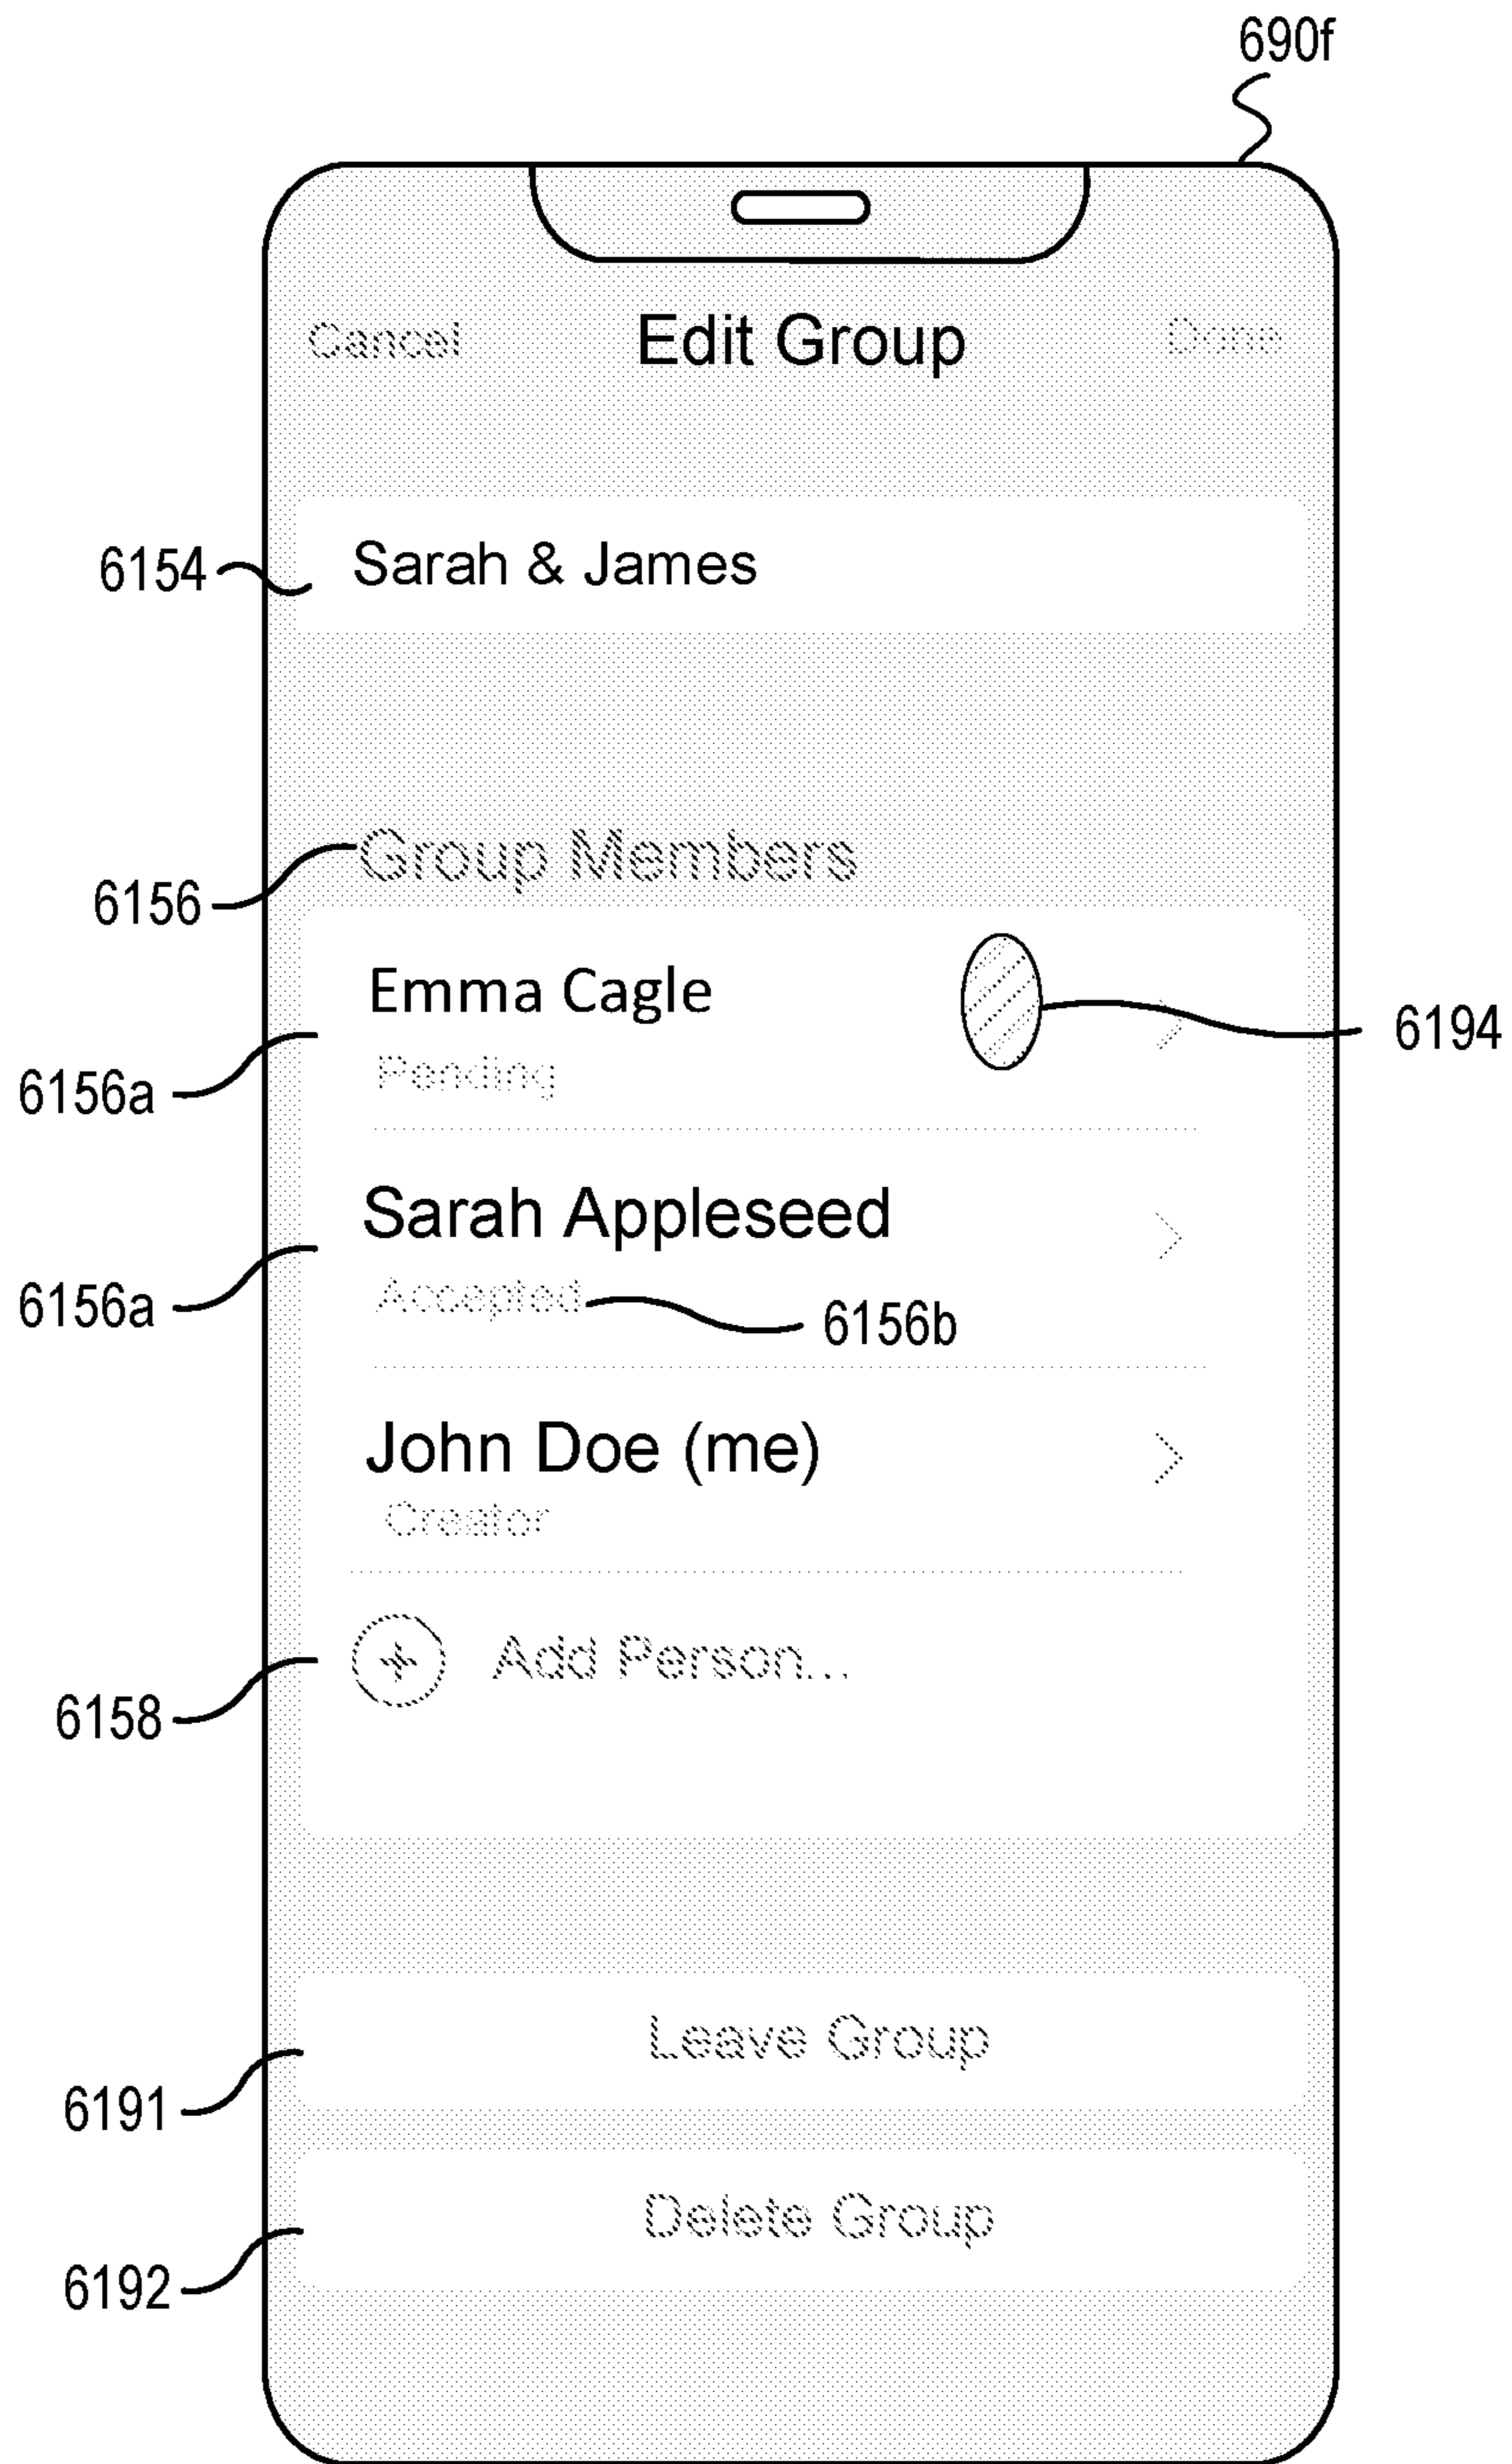 690f
Cancel Edit Group Done
6154 Sarah & James
6156 Group Members
Emma Cagle
6194
6156a Pending
Sarah Appleseed
6156a Accepted 6156b
John Doe (me)
Creator
6158 + Add Person...
6191 Leave Group
6192 Delete Group